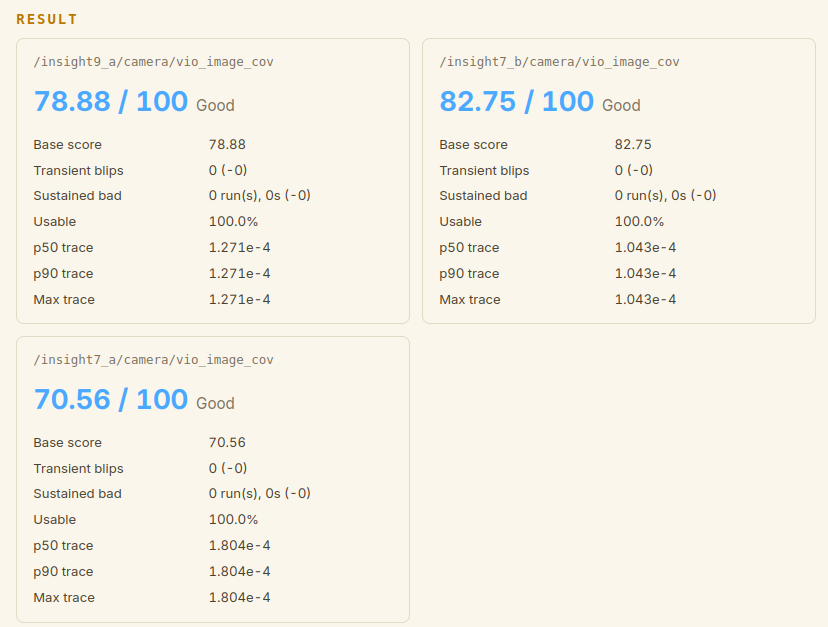 RESULT
/insight9_a/camera/vio_image_cov
78.88 / 100 Good
Base score 78.88
Transient blips 0 (-0)
Sustained bad 0 run(s), 0s (-0)
Usable 100.0%
p50 trace 1.271e-4
p90 trace 1.271e-4
Max trace 1.271e-4
/insight7_b/camera/vio_image_cov
82.75 / 100 Good
Base score 82.75
Transient blips 0 (-0)
Sustained bad 0 run(s), 0s (-0)
Usable 100.0%
p50 trace 1.043e-4
p90 trace 1.043e-4
Max trace 1.043e-4
/insight7_a/camera/vio_image_cov
70.56 / 100 Good
Base score 70.56
Transient blips 0 (-0)
Sustained bad 0 run(s), 0s (-0)
Usable 100.0%
p50 trace 1.804e-4
p90 trace 1.804e-4
Max trace 1.804e-4